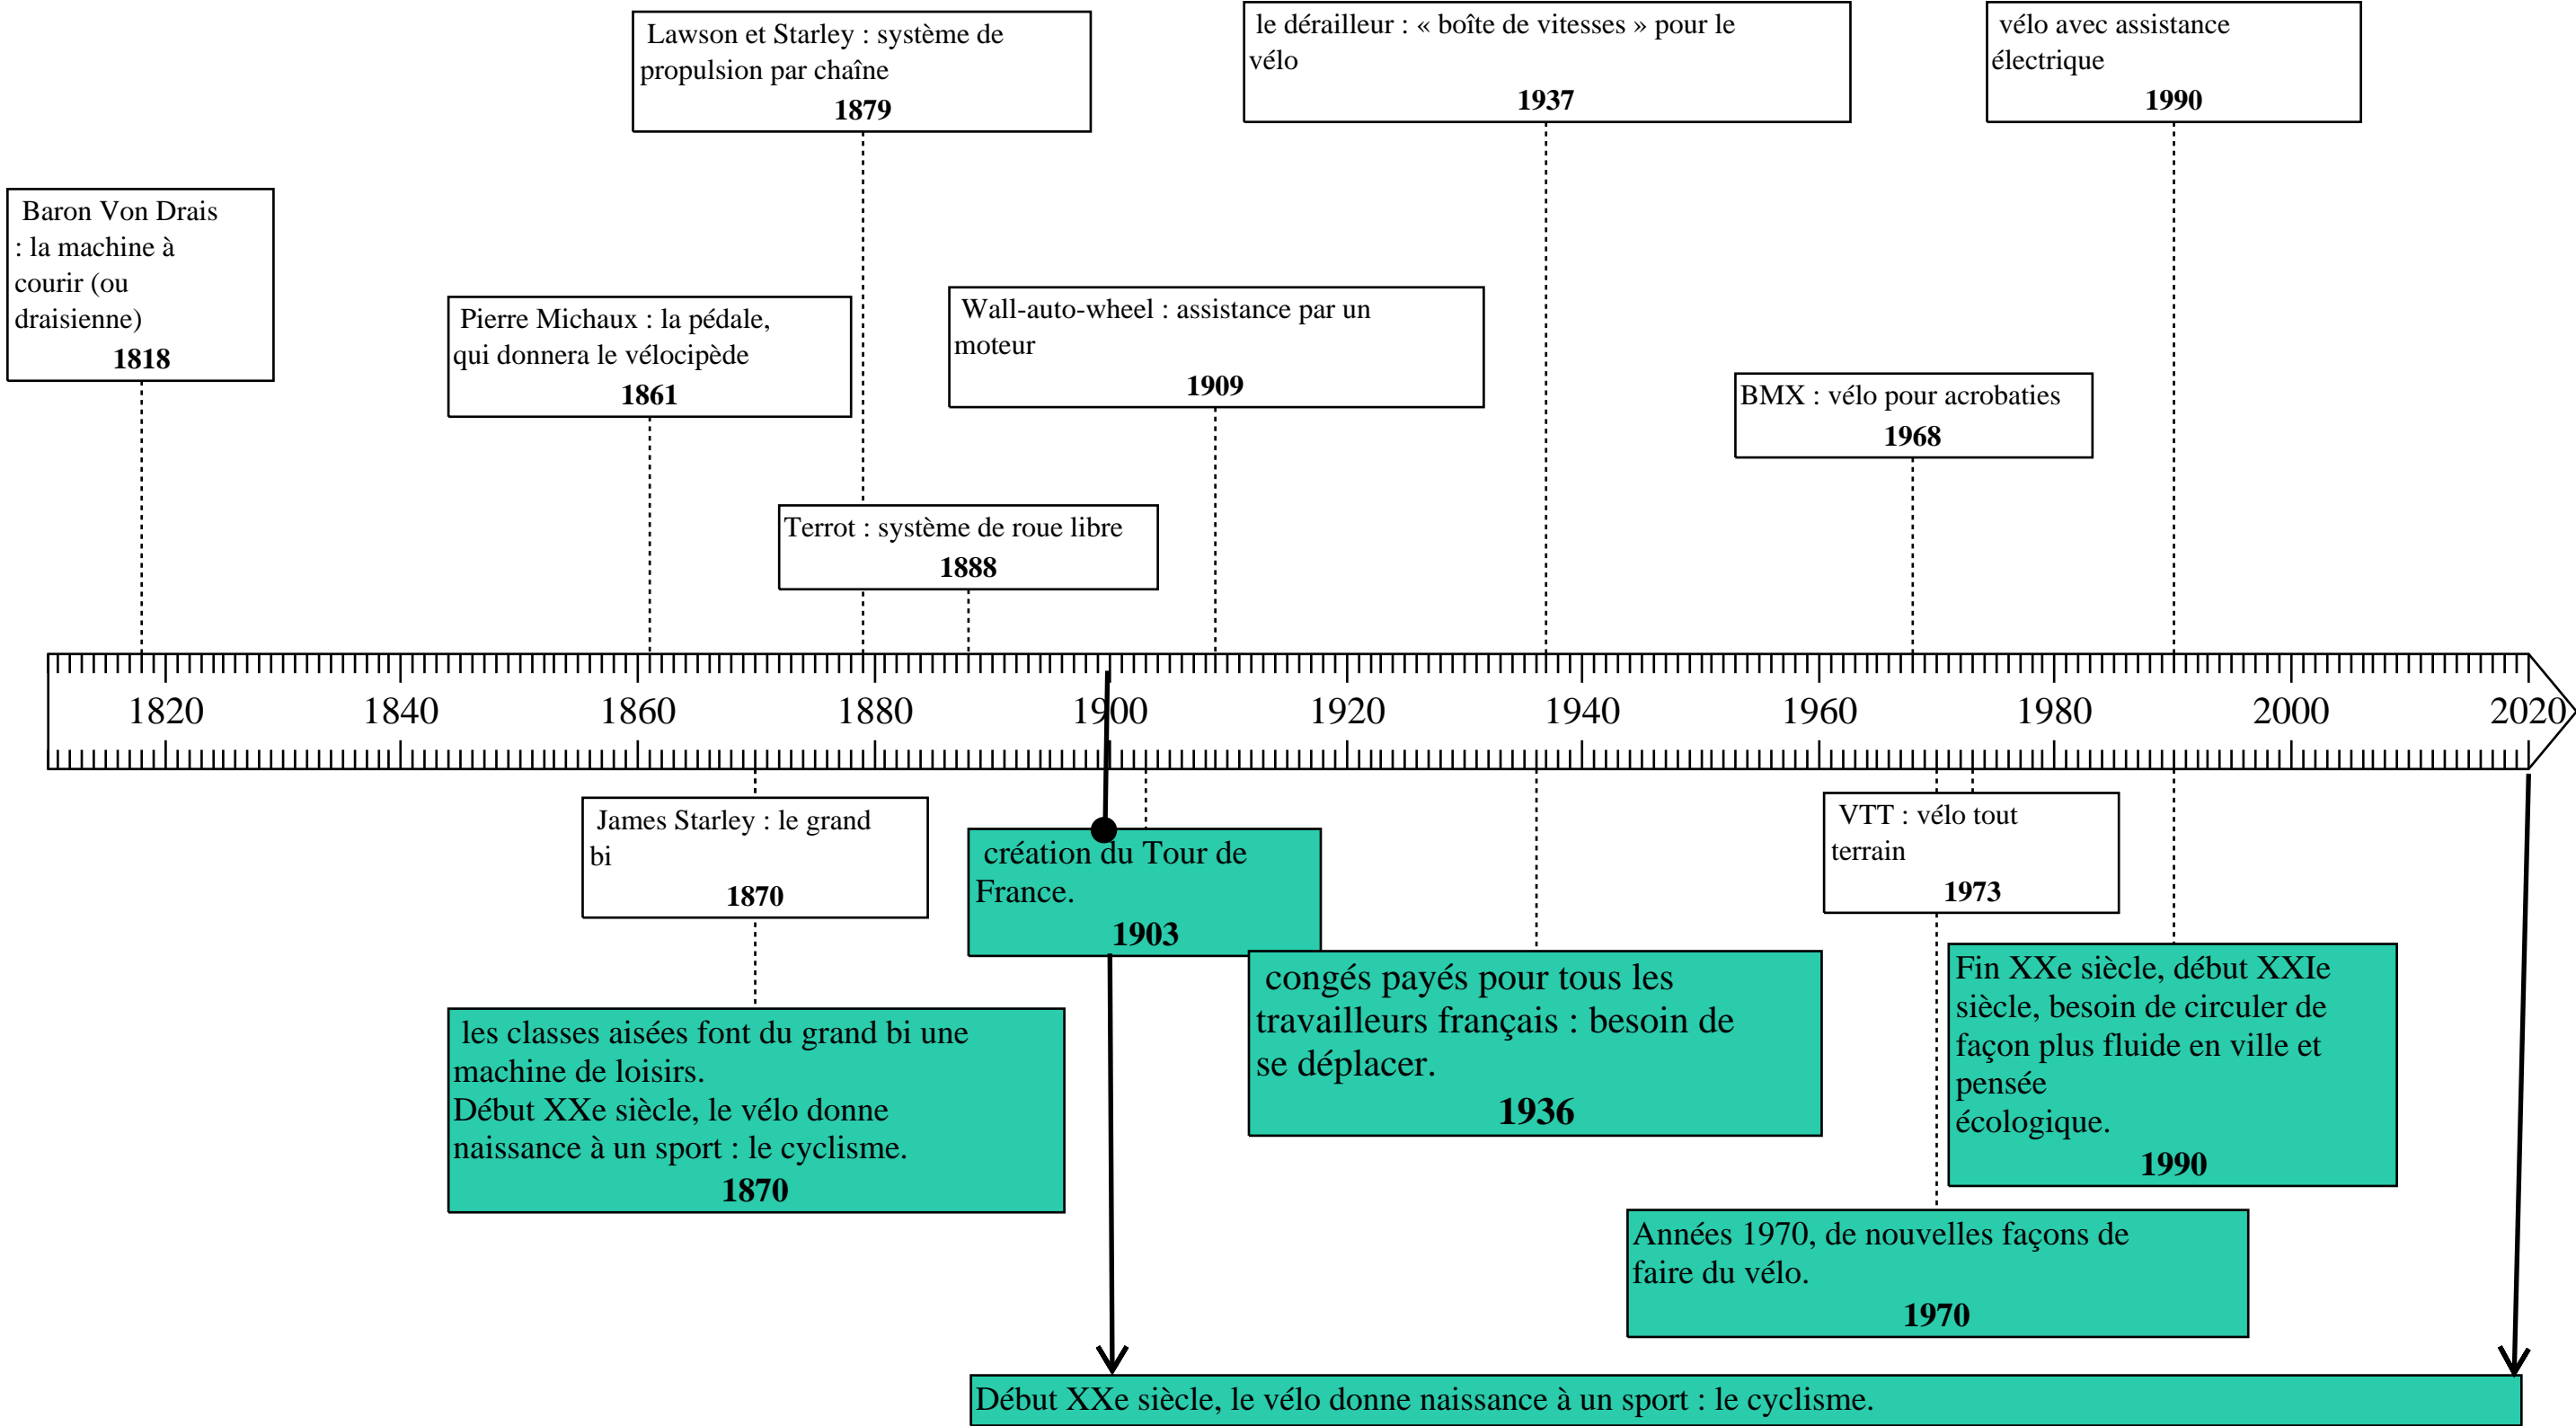 Lawson et Starley : système de
propulsion par chaîne
1879
le dérailleur : « boîte de vitesses » pour le
vélo
1937
vélo avec assistance
électrique
1990
Baron Von Drais
: la machine à
courir (ou
draisienne)
1818
Pierre Michaux : la pédale,
qui donnera le vélocipède
1861
Wall-auto-wheel : assistance par un
moteur
1909
BMX : vélo pour acrobaties
1968
Terrot : système de roue libre
1888
1820 1840 1860 1880 1900 1920 1940 1960 1980 2000 2020
James Starley : le grand
bi
1870
création du Tour de
France.
1903
VTT : vélo tout
terrain
1973
les classes aisées font du grand bi une
machine de loisirs.
Début XXe siècle, le vélo donne
naissance à un sport : le cyclisme.
1870
congés payés pour tous les
travailleurs français : besoin de
se déplacer.
1936
Fin XXe siècle, début XXIe
siècle, besoin de circuler de
façon plus fluide en ville et
pensée
écologique.
1990
Années 1970, de nouvelles façons de
faire du vélo.
1970
Début XXe siècle, le vélo donne naissance à un sport : le cyclisme.